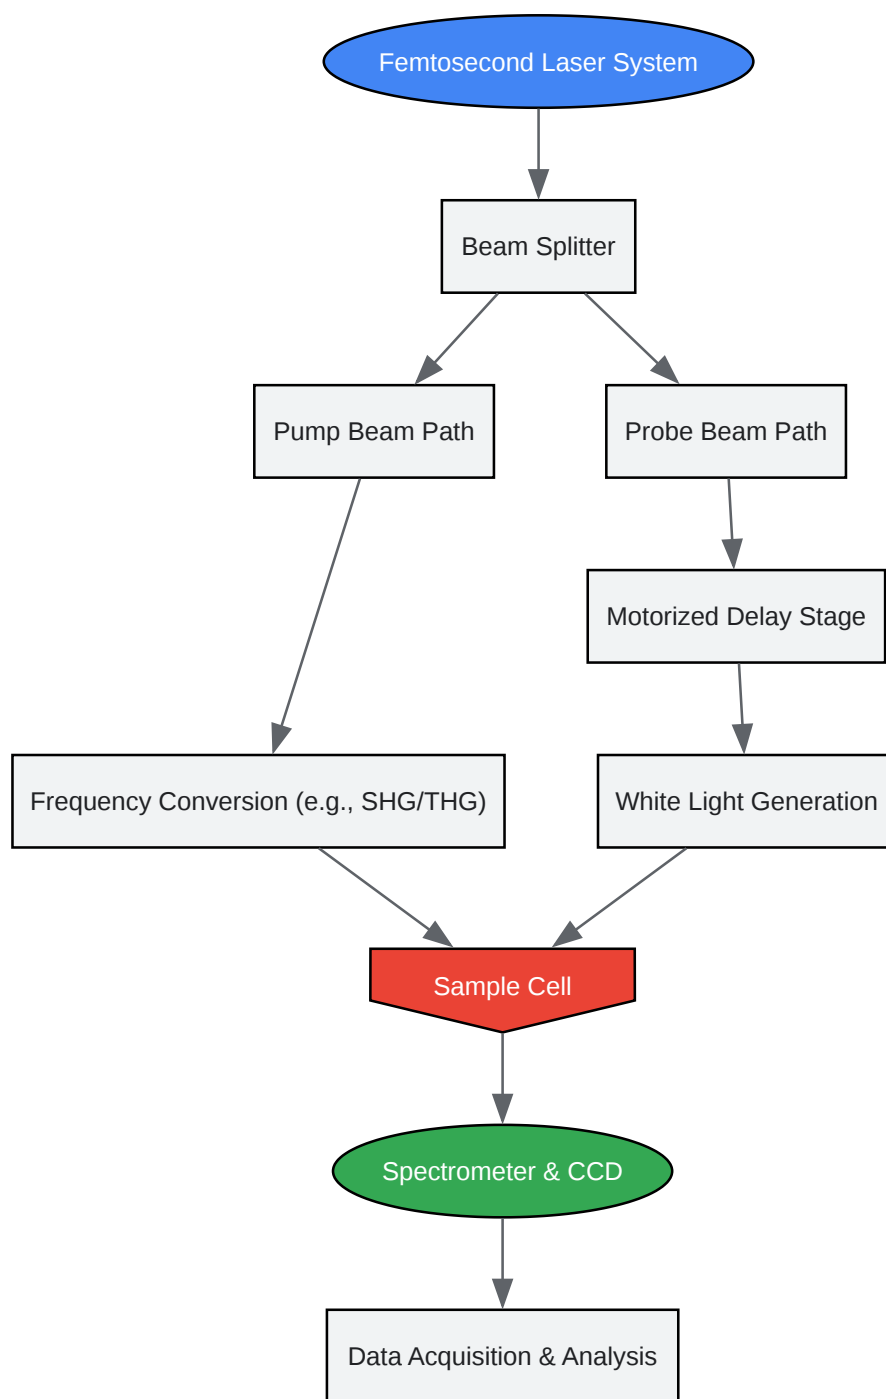 Femtosecond Laser System
Beam Splitter
Pump Beam Path
Probe Beam Path
Motorized Delay Stage
Frequency Conversion (e.g., SHG/THG)
White Light Generation
Sample Cell
Spectrometer & CCD
Data Acquisition & Analysis